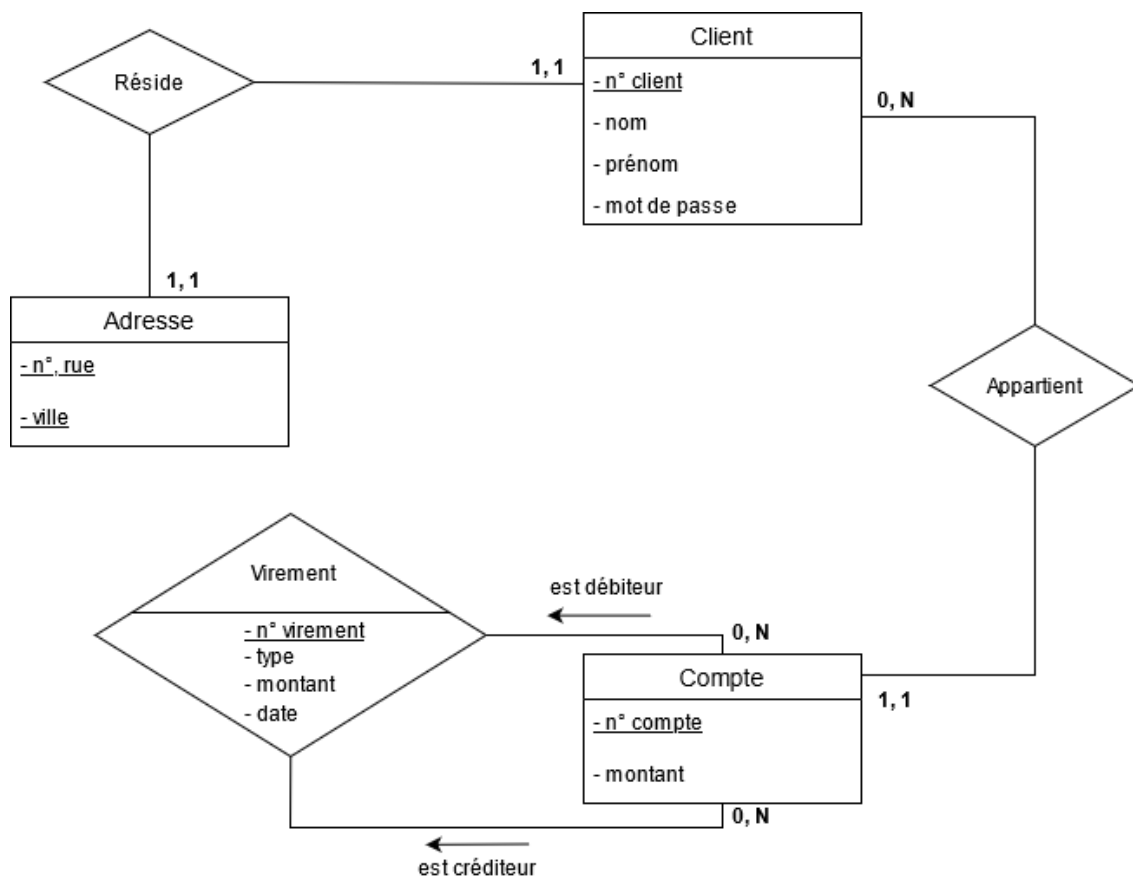 Client
- n° client
- nom
- prénom
- mot de passe
Réside
1, 1
0, N
1, 1
Adresse
- n°, rue
- ville
Appartient
Virement
- n° virement
- type
- montant
- date
est débiteur
0, N
Compte
- n° compte
- montant
1, 1
0, N
est créditeur